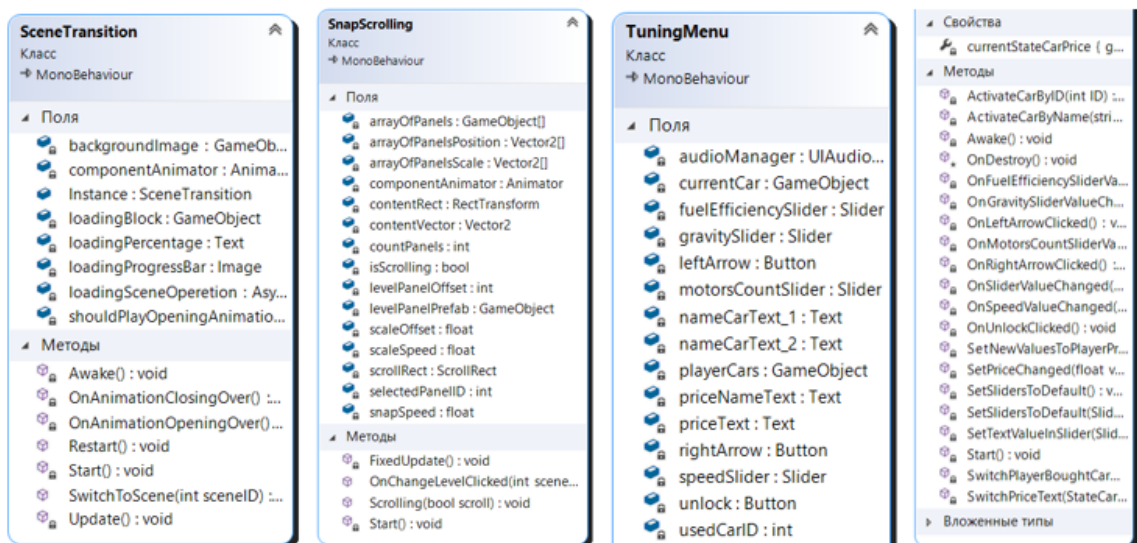 SceneTransition
Класс
MonoBehaviour
Поля
backgroundImage : GameOb...
componentAnimator : Anima...
Instance : SceneTransition
loadingBlock : GameObject
loadingPercentage : Text
loadingProgressBar : Image
loadingSceneOperetion : Asy...
shouldPlayOpeningAnimatio...
Методы
Awake() : void
OnAnimationClosingOver() :...
OnAnimationOpeningOver()...
Restart() : void
Start() : void
SwitchToScene(int sceneID) :...
Update() : void
SnapScrolling
Класс
MonoBehaviour
Поля
arrayOfPanels : GameObject[]
arrayOfPanelsPosition : Vector2[]
arrayOfPanelsScale : Vector2[]
componentAnimator : Animator
contentRect : RectTransform
contentVector : Vector2
countPanels : int
isScrolling : bool
levelPanelOffset : int
levelPanelPrefab : GameObject
scaleOffset : float
scaleSpeed : float
scrollRect : ScrollRect
selectedPanelID : int
snapSpeed : float
Методы
FixedUpdate() : void
OnChangeLevelClicked(int scene...
Scrolling(bool scroll) : void
Start() : void
TuningMenu
Класс
MonoBehaviour
Поля
audioManager : UIAudio...
currentCar : GameObject
fuelEfficiencySlider : Slider
gravitySlider : Slider
leftArrow : Button
motorsCountSlider : Slider
nameCarText_1 : Text
nameCarText_2 : Text
playerCars : GameObject
priceNameText : Text
priceText : Text
rightArrow : Button
speedSlider : Slider
unlock : Button
usedCarID : int
Свойства
currentStateCarPrice { g...
Методы
ActivateCarByID(int ID) :...
ActivateCarByName(stri...
Awake() : void
OnDestroy() : void
OnFuelEfficiencySliderVa...
OnGravitySliderValueCh...
OnLeftArrowClicked() : v...
OnMotorsCountSliderVa...
OnRightArrowClicked() :...
OnSliderValueChanged(...
OnSpeedValueChanged(...
OnUnlockClicked() : void
SetNewValuesToPlayerPr...
SetPriceChanged(float v...
SetSlidersToDefault() : v...
SetSlidersToDefault(Slid...
SetTextValueInSlider(Slid...
Start() : void
SwitchPlayerBoughtCar...
SwitchPriceText(StateCar...
Вложенные типы